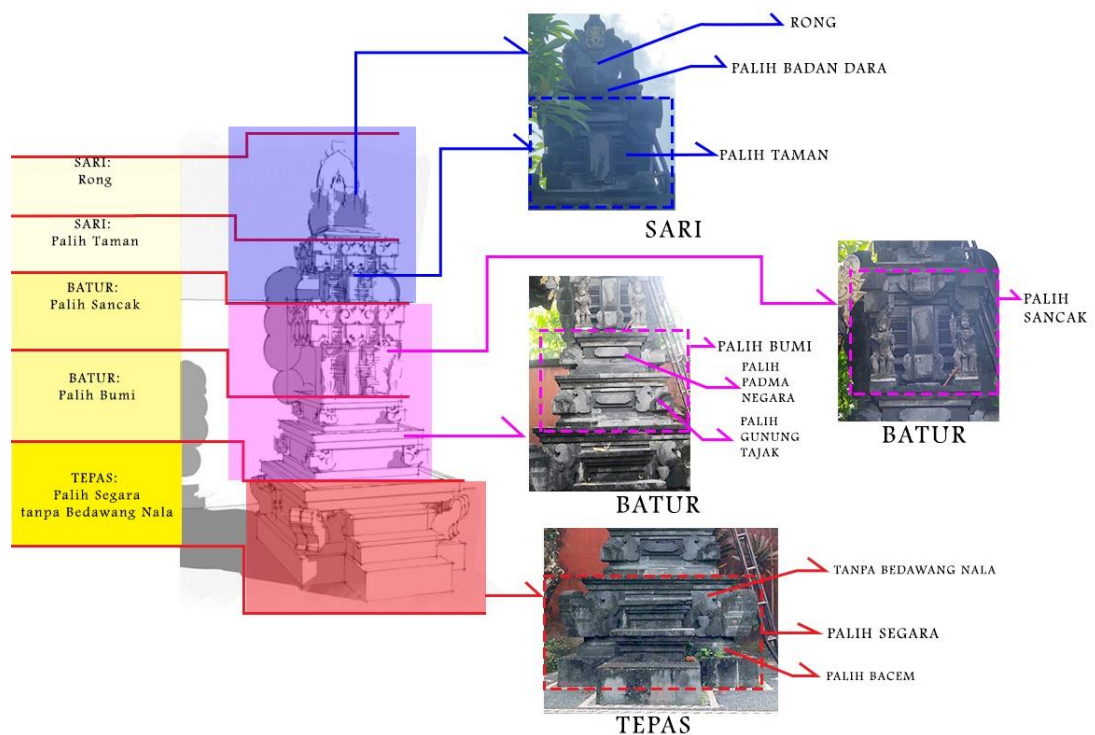 SARI:
Rong
SARI:
Palih Taman
BATUR:
Palih Sancak
BATUR:
Palih Bumi
TEPAS:
Palih Segara
tanpa Bedawang Nala
RONG
PALIH BADAN DARA
PALIH TAMAN
SARI
PALIH
SANCAK
BATUR
PALIH BUMI
PALIH
PADMA
NEGARA
PALIH
GUNUNG
TAJAK
BATUR
TANPA BEDAWANG NALA
PALIH SEGARA
PALIH BACEM
TEPAS